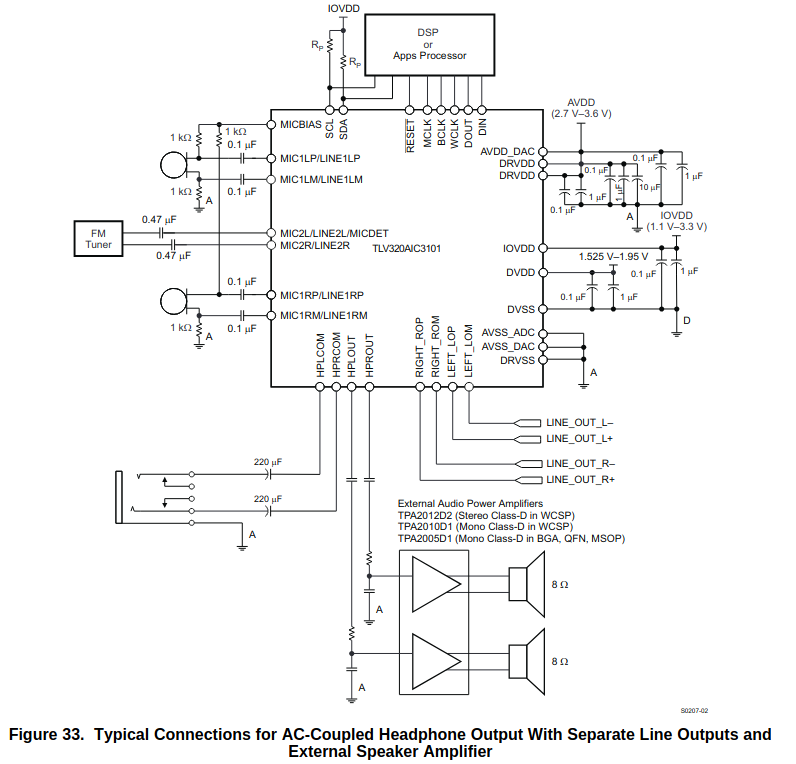 IOVDD
R_P
R_P
DSP
or
Apps Processor
SCL
SDA
RESET
MCLK
BCLK
WCLK
DOUT
DIN
AVDD
(2.7 V–3.6 V)
MICBIAS
1 kΩ
1 kΩ
0.1 µF
MIC1LP/LINE1LP
MIC1LM/LINE1LM
1 kΩ
A
0.1 µF
AVDD_DAC
DRVDD
DRVDD
0.1 µF
0.1 µF
1 µF
1 µF
1 µF
10 µF
0.1 µF
A
IOVDD
(1.1 V–3.3 V)
FM
Tuner
0.47 µF
0.47 µF
MIC2L/LINE2L/MICDET
MIC2R/LINE2R
TLV320AIC3101
IOVDD
DVDD
DVSS
1.525 V–1.95 V
0.1 µF
1 µF
0.1 µF
1 µF
D
0.1 µF
MIC1RP/LINE1RP
MIC1RM/LINE1RM
1 kΩ
A
0.1 µF
AVSS_ADC
AVSS_DAC
DRVSS
A
HPLCOM
HPRCOM
HPLOUT
HPROUT
RIGHT_ROP
RIGHT_ROM
LEFT_LOP
LEFT_LOM
LINE_OUT_L–
LINE_OUT_L+
LINE_OUT_R–
LINE_OUT_R+
220 µF
220 µF
A
External Audio Power Amplifiers
TPA2012D2 (Stereo Class-D in WCSP)
TPA2010D1 (Mono Class-D in WCSP)
TPA2005D1 (Mono Class-D in BGA, QFN, MSOP)
8 Ω
A
8 Ω
A
S0207-02
Figure 33. Typical Connections for AC-Coupled Headphone Output With Separate Line Outputs and
External Speaker Amplifier